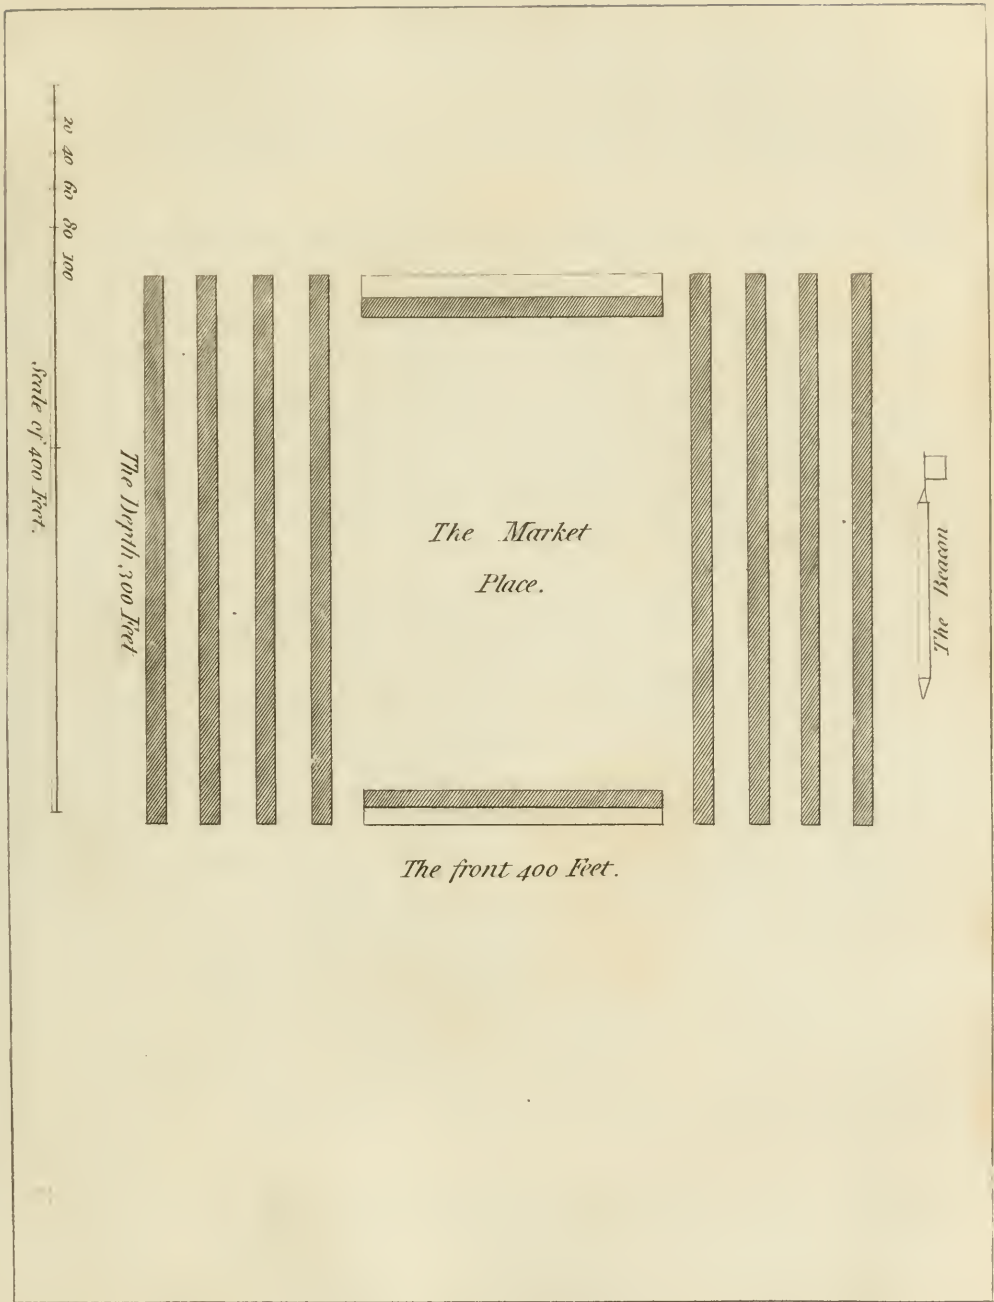 20 40 60 80 100
Scale of 400 Feet.
The Depth 300 Feet
The Market
Place.
The Beacon
The front 400 Feet.